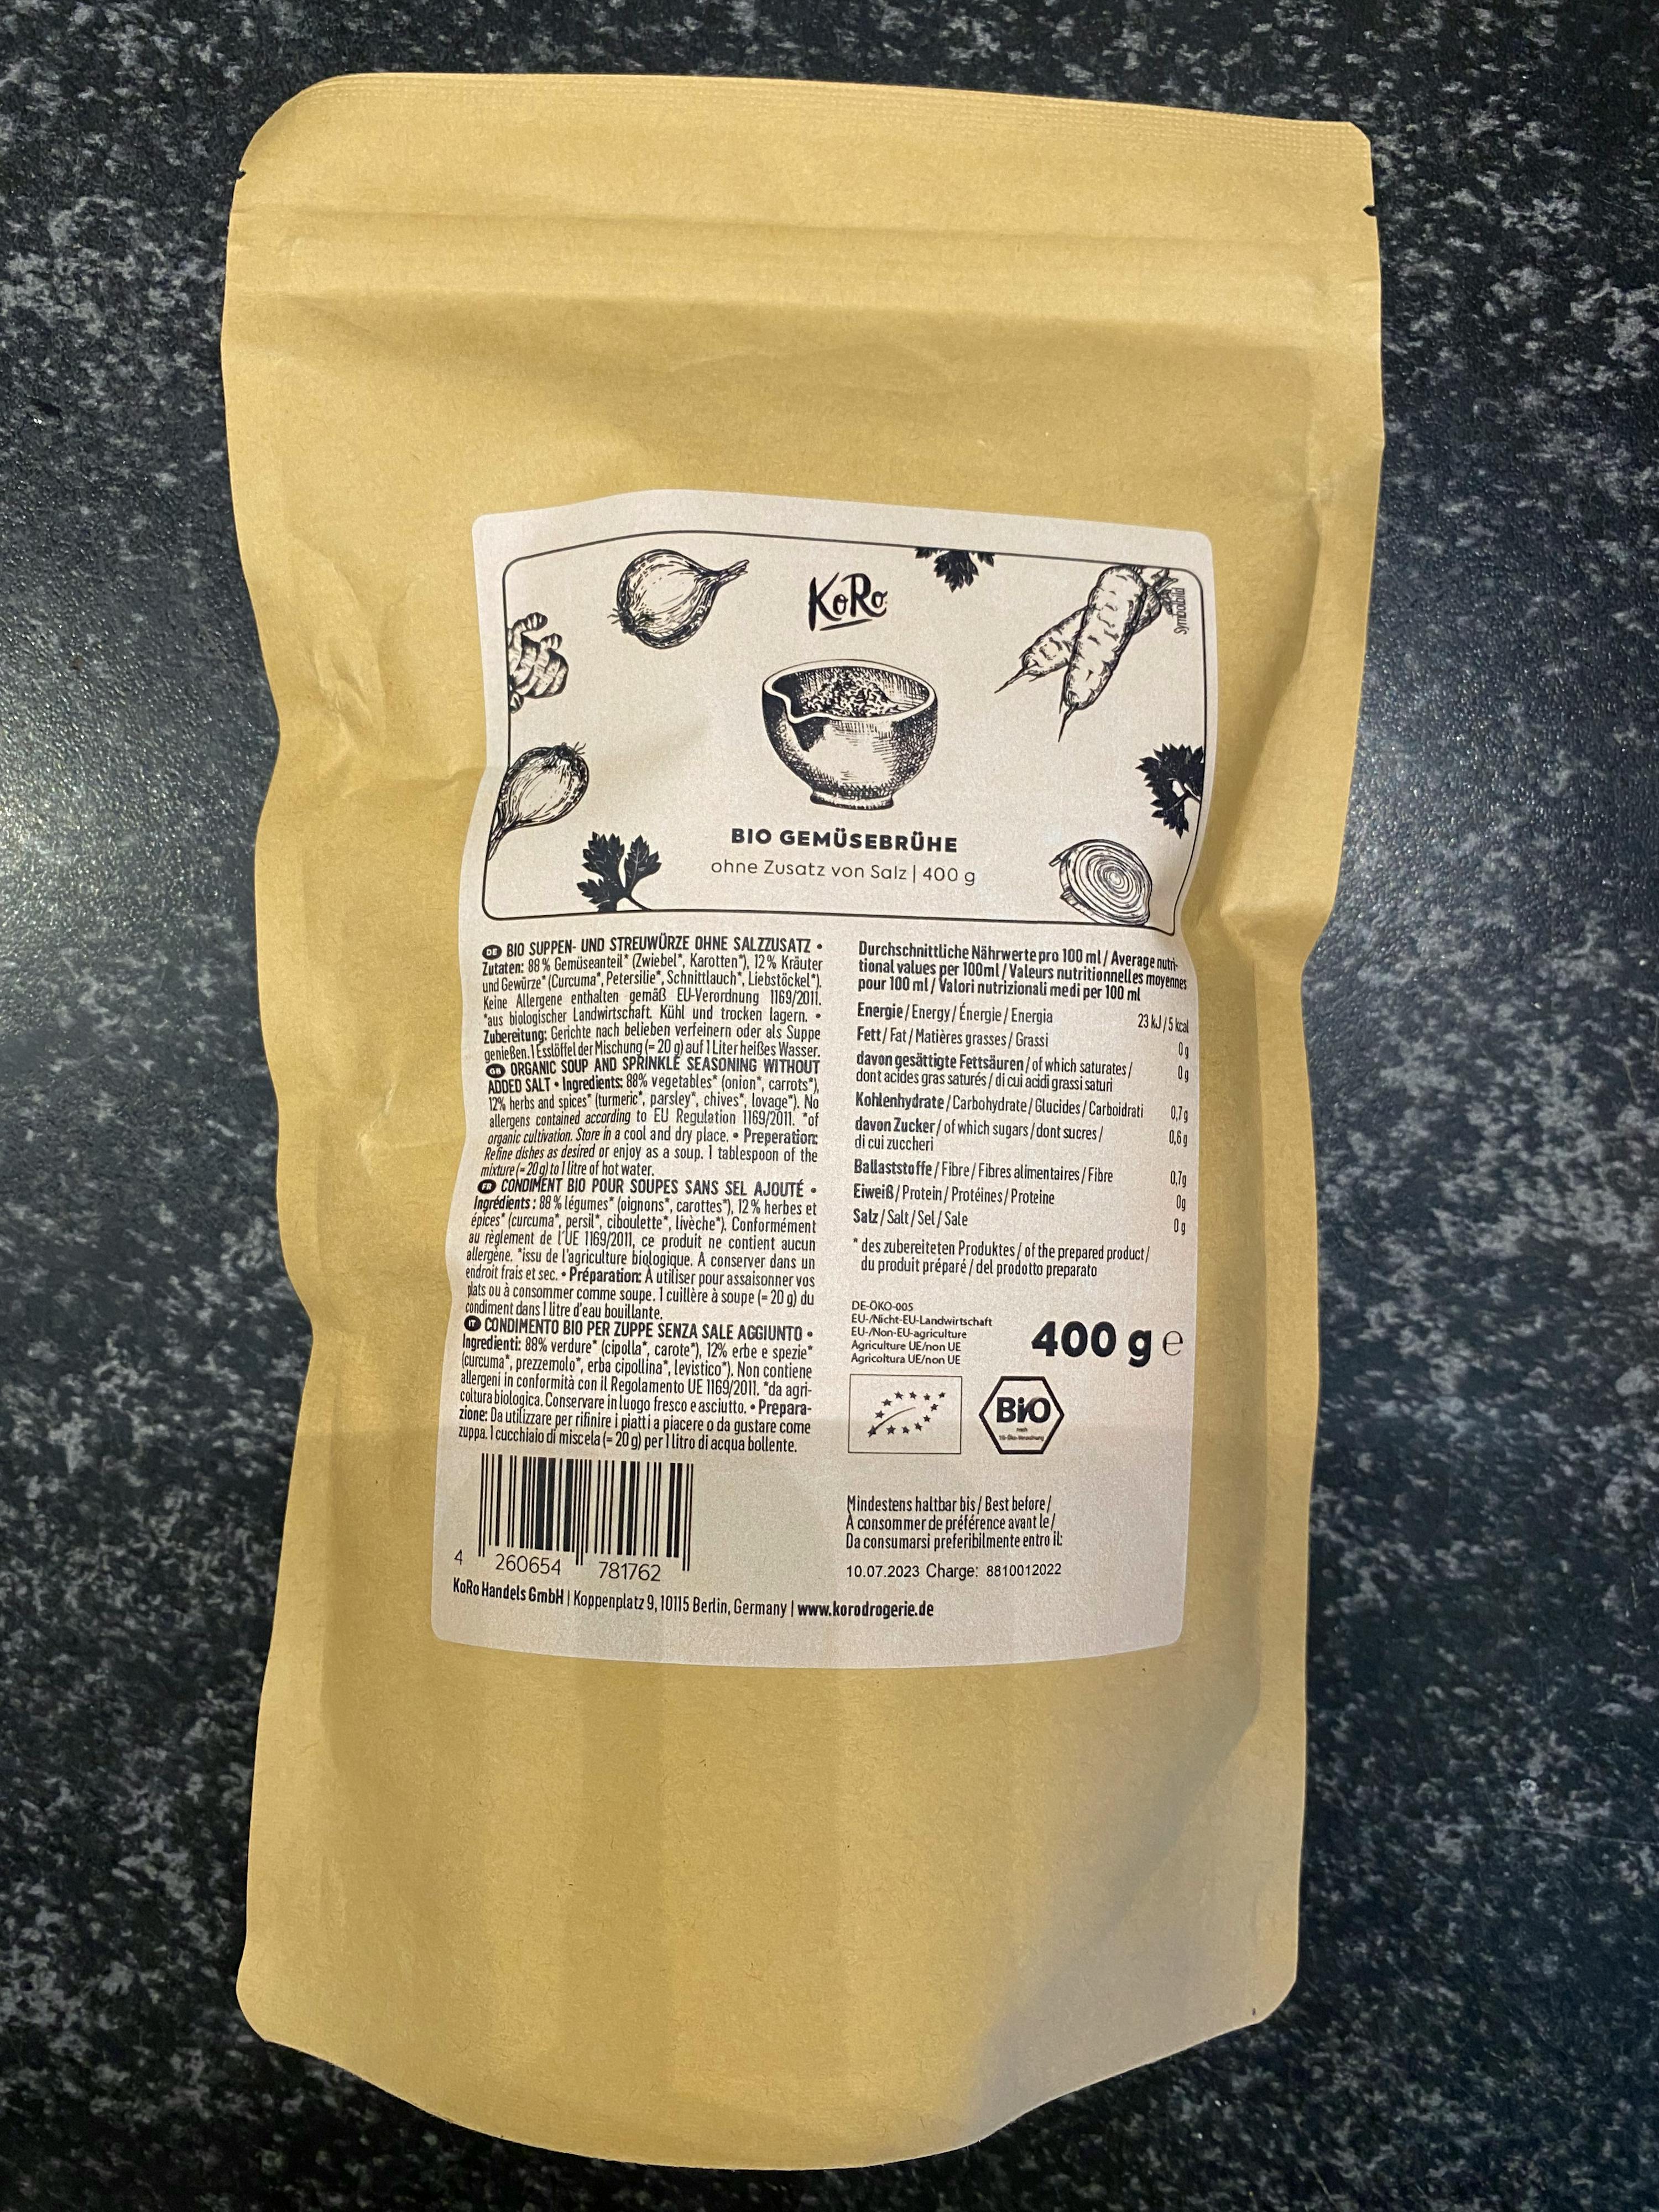 KoRo
Symbolbild
BIO GEMÜSEBRÜHE
ohne Zusatz von Salz | 400 g
DE BIO SUPPEN- UND STREUWÜRZE OHNE SALZZUSATZ •
Zutaten: 88% Gemüseanteil* (Zwiebel*, Karotten*), 12% Kräuter
und Gewürze* (Curcuma*, Petersilie*, Schnittlauch*, Liebstöckel*).
Keine Allergene enthalten gemäß EU-Verordnung 1169/2011.
*aus biologischer Landwirtschaft. Kühl und trocken lagern. •
Zubereitung: Gerichte nach belieben verfeinern oder als Suppe
genießen. 1 Esslöffel der Mischung (= 20 g) auf 1 Liter heißes Wasser.
GB ORGANIC SOUP AND SPRINKLE SEASONING WITHOUT
ADDED SALT • Ingredients: 88% vegetables* (onion*, carrots*),
12% herbs and spices* (turmeric*, parsley*, chives*, lovage*). No
allergens contained according to EU Regulation 1169/2011. *of
organic cultivation. Store in a cool and dry place. • Preperation:
Refine dishes as desired or enjoy as a soup. 1 tablespoon of the
mixture (= 20 g) to 1 litre of hot water.
FR CONDIMENT BIO POUR SOUPES SANS SEL AJOUTÉ •
Ingrédients : 88% légumes* (oignons*, carottes*), 12% herbes et
épices* (curcuma*, persil*, ciboulette*, livèche*). Conformément
au règlement de l'UE 1169/2011, ce produit ne contient aucun
allergène. *issu de l'agriculture biologique. A conserver dans un
endroit frais et sec. • Préparation: À utiliser pour assaisonner vos
plats ou à consommer comme soupe. 1 cuillère à soupe (= 20 g) du
condiment dans 1 litre d'eau bouillante.
IT CONDIMENTO BIO PER ZUPPE SENZA SALE AGGIUNTO •
Ingredienti: 88% verdure* (cipolla*, carote*), 12% erbe e spezie*
(curcuma*, prezzemolo*, erba cipollina*, levistico*). Non contiene
allergeni in conformità con il Regolamento UE 1169/2011. *da agri-
coltura biologica. Conservare in luogo fresco e asciutto. • Prepara-
zione: Da utilizzare per rifinire i piatti a piacere o da gustare come
zuppa. 1 cucchiaio di miscela (= 20 g) per 1 litro di acqua bollente.
4 260654 781762
Durchschnittliche Nährwerte pro 100 ml / Average nutri-
tional values per 100ml / Valeurs nutritionnelles moyennes
pour 100 ml / Valori nutrizionali medi per 100 ml
Energie / Energy / Énergie / Energia 23 kJ / 5 kcal
Fett / Fat / Matières grasses / Grassi 0 g
davon gesättigte Fettsäuren / of which saturates / 0 g
dont acides gras saturés / di cui acidi grassi saturi
Kohlenhydrate / Carbohydrate / Glucides / Carboidrati 0,7 g
davon Zucker / of which sugars / dont sucres / 0,6 g
di cui zuccheri
Ballaststoffe / Fibre / Fibres alimentaires / Fibre 0,7g
Eiweiß / Protein / Protéines / Proteine 0g
Salz / Salt / Sel / Sale 0 g
* des zubereiteten Produktes / of the prepared product /
du produit préparé / del prodotto preparato
DE-ÖKO-005
EU-/Nicht-EU-Landwirtschaft
EU-/Non-EU-agriculture
Agriculture UE/non UE
Agricoltura UE/non UE
400 g e
BIO
nach
Mindestens haltbar bis / Best before /
À consommer de préférence avant le /
Da consumarsi preferibilmente entro il:
10.07.2023 Charge: 8810012022
KoRo Handels GmbH | Koppenplatz 9, 10115 Berlin, Germany | www.korodrogerie.de